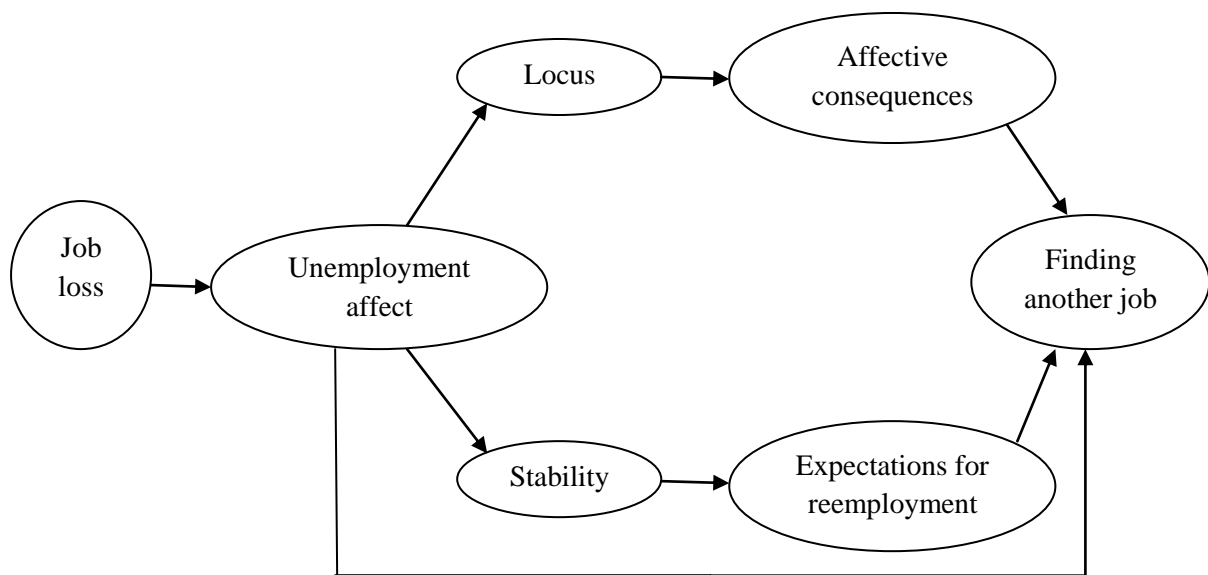 Locus
Affective
consequences
Job
loss
Unemployment
affect
Finding
another job
Stability
Expectations for
reemployment